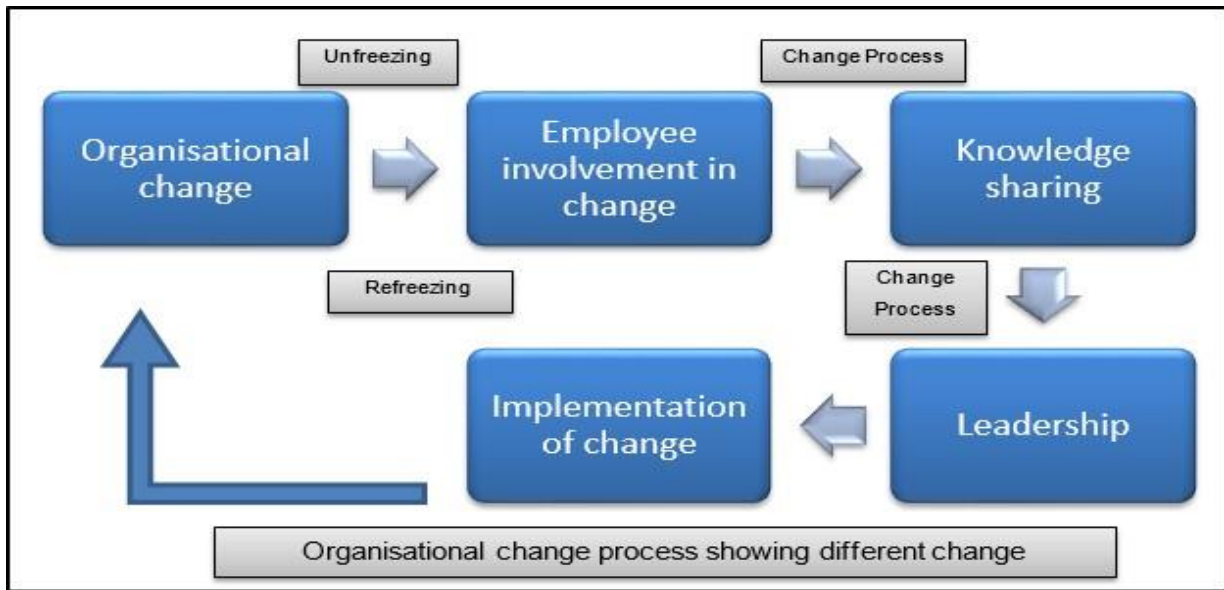 Unfreezing
Change Process
Organisational
change
Employee
involvement in
change
Knowledge
sharing
Refreezing
Change
Process
Implementation
of change
Leadership
Organisational change process showing different change